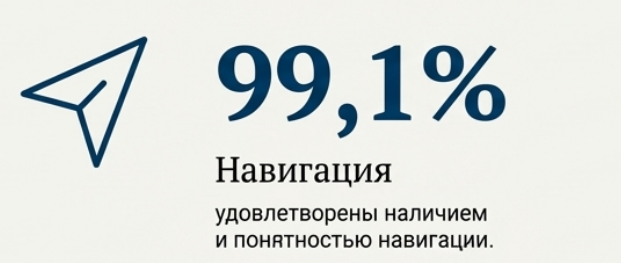 99,1%
Навигация
удовлетворены наличием
и понятностью навигации.